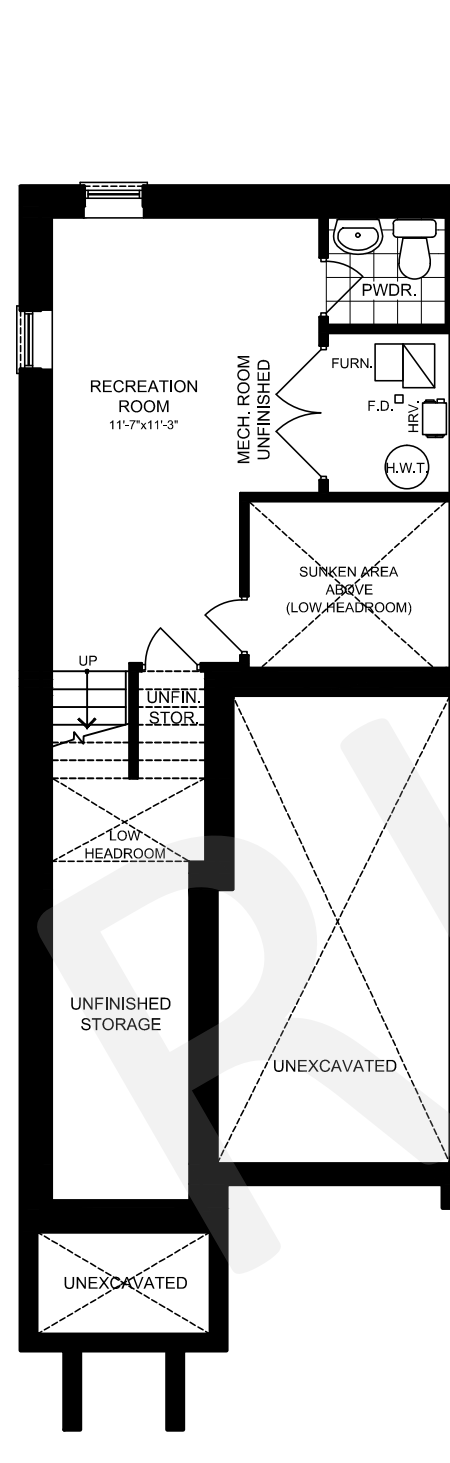 PWDR.
FURN.
F.D.
HRV.
H.W.T.
MECH. ROOM
UNFINISHED
RECREATION
ROOM
11'-7"x11'-3"
SUNKEN AREA
ABOVE
(LOW HEADROOM)
UP
UNFIN.
STOR.
LOW
HEADROOM
UNFINISHED
STORAGE
UNEXCAVATED
UNEXCAVATED